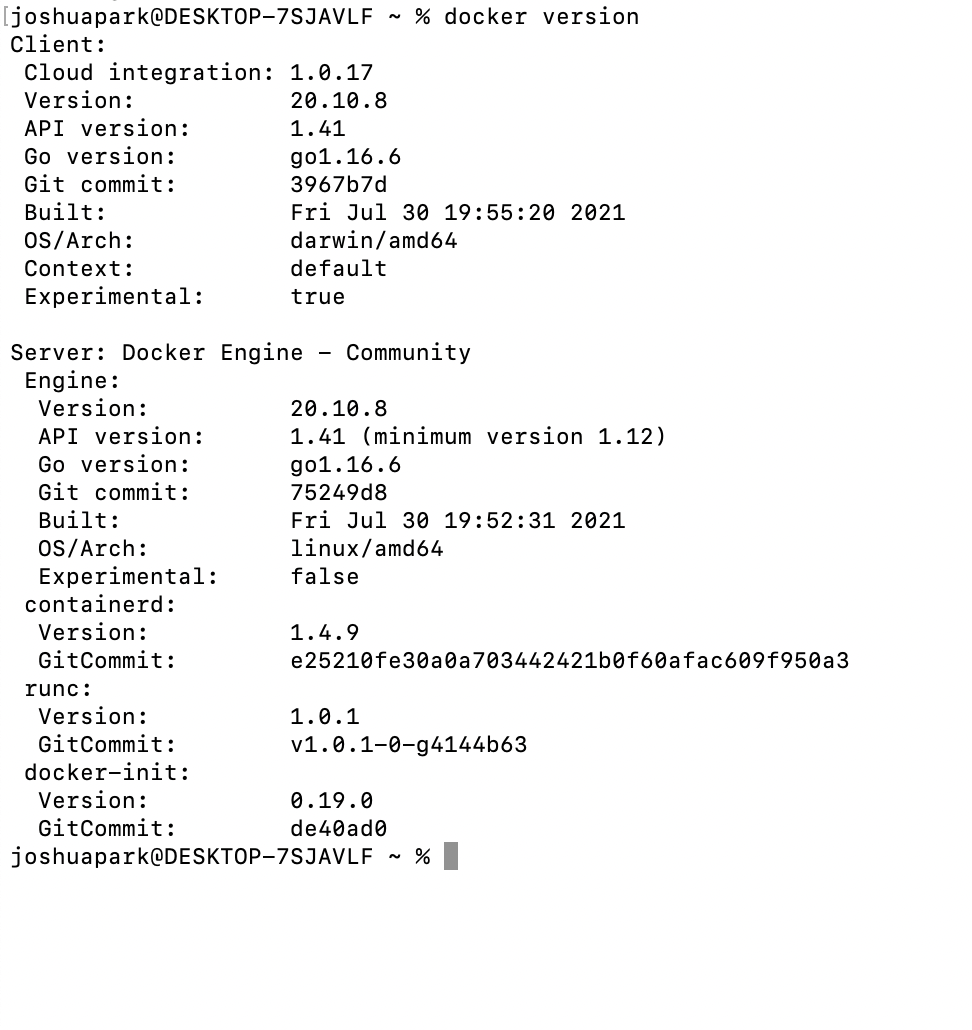 [joshuapark@DESKTOP-7SJAVLF ~ % docker version
Client:
 Cloud integration: 1.0.17
 Version:           20.10.8
 API version:       1.41
 Go version:        go1.16.6
 Git commit:        3967b7d
 Built:             Fri Jul 30 19:55:20 2021
 OS/Arch:           darwin/amd64
 Context:           default
 Experimental:      true

Server: Docker Engine - Community
 Engine:
  Version:          20.10.8
  API version:      1.41 (minimum version 1.12)
  Go version:       go1.16.6
  Git commit:       75249d8
  Built:            Fri Jul 30 19:52:31 2021
  OS/Arch:          linux/amd64
  Experimental:     false
 containerd:
  Version:          1.4.9
  GitCommit:        e25210fe30a0a703442421b0f60afac609f950a3
 runc:
  Version:          1.0.1
  GitCommit:        v1.0.1-0-g4144b63
 docker-init:
  Version:          0.19.0
  GitCommit:        de40ad0
joshuapark@DESKTOP-7SJAVLF ~ %